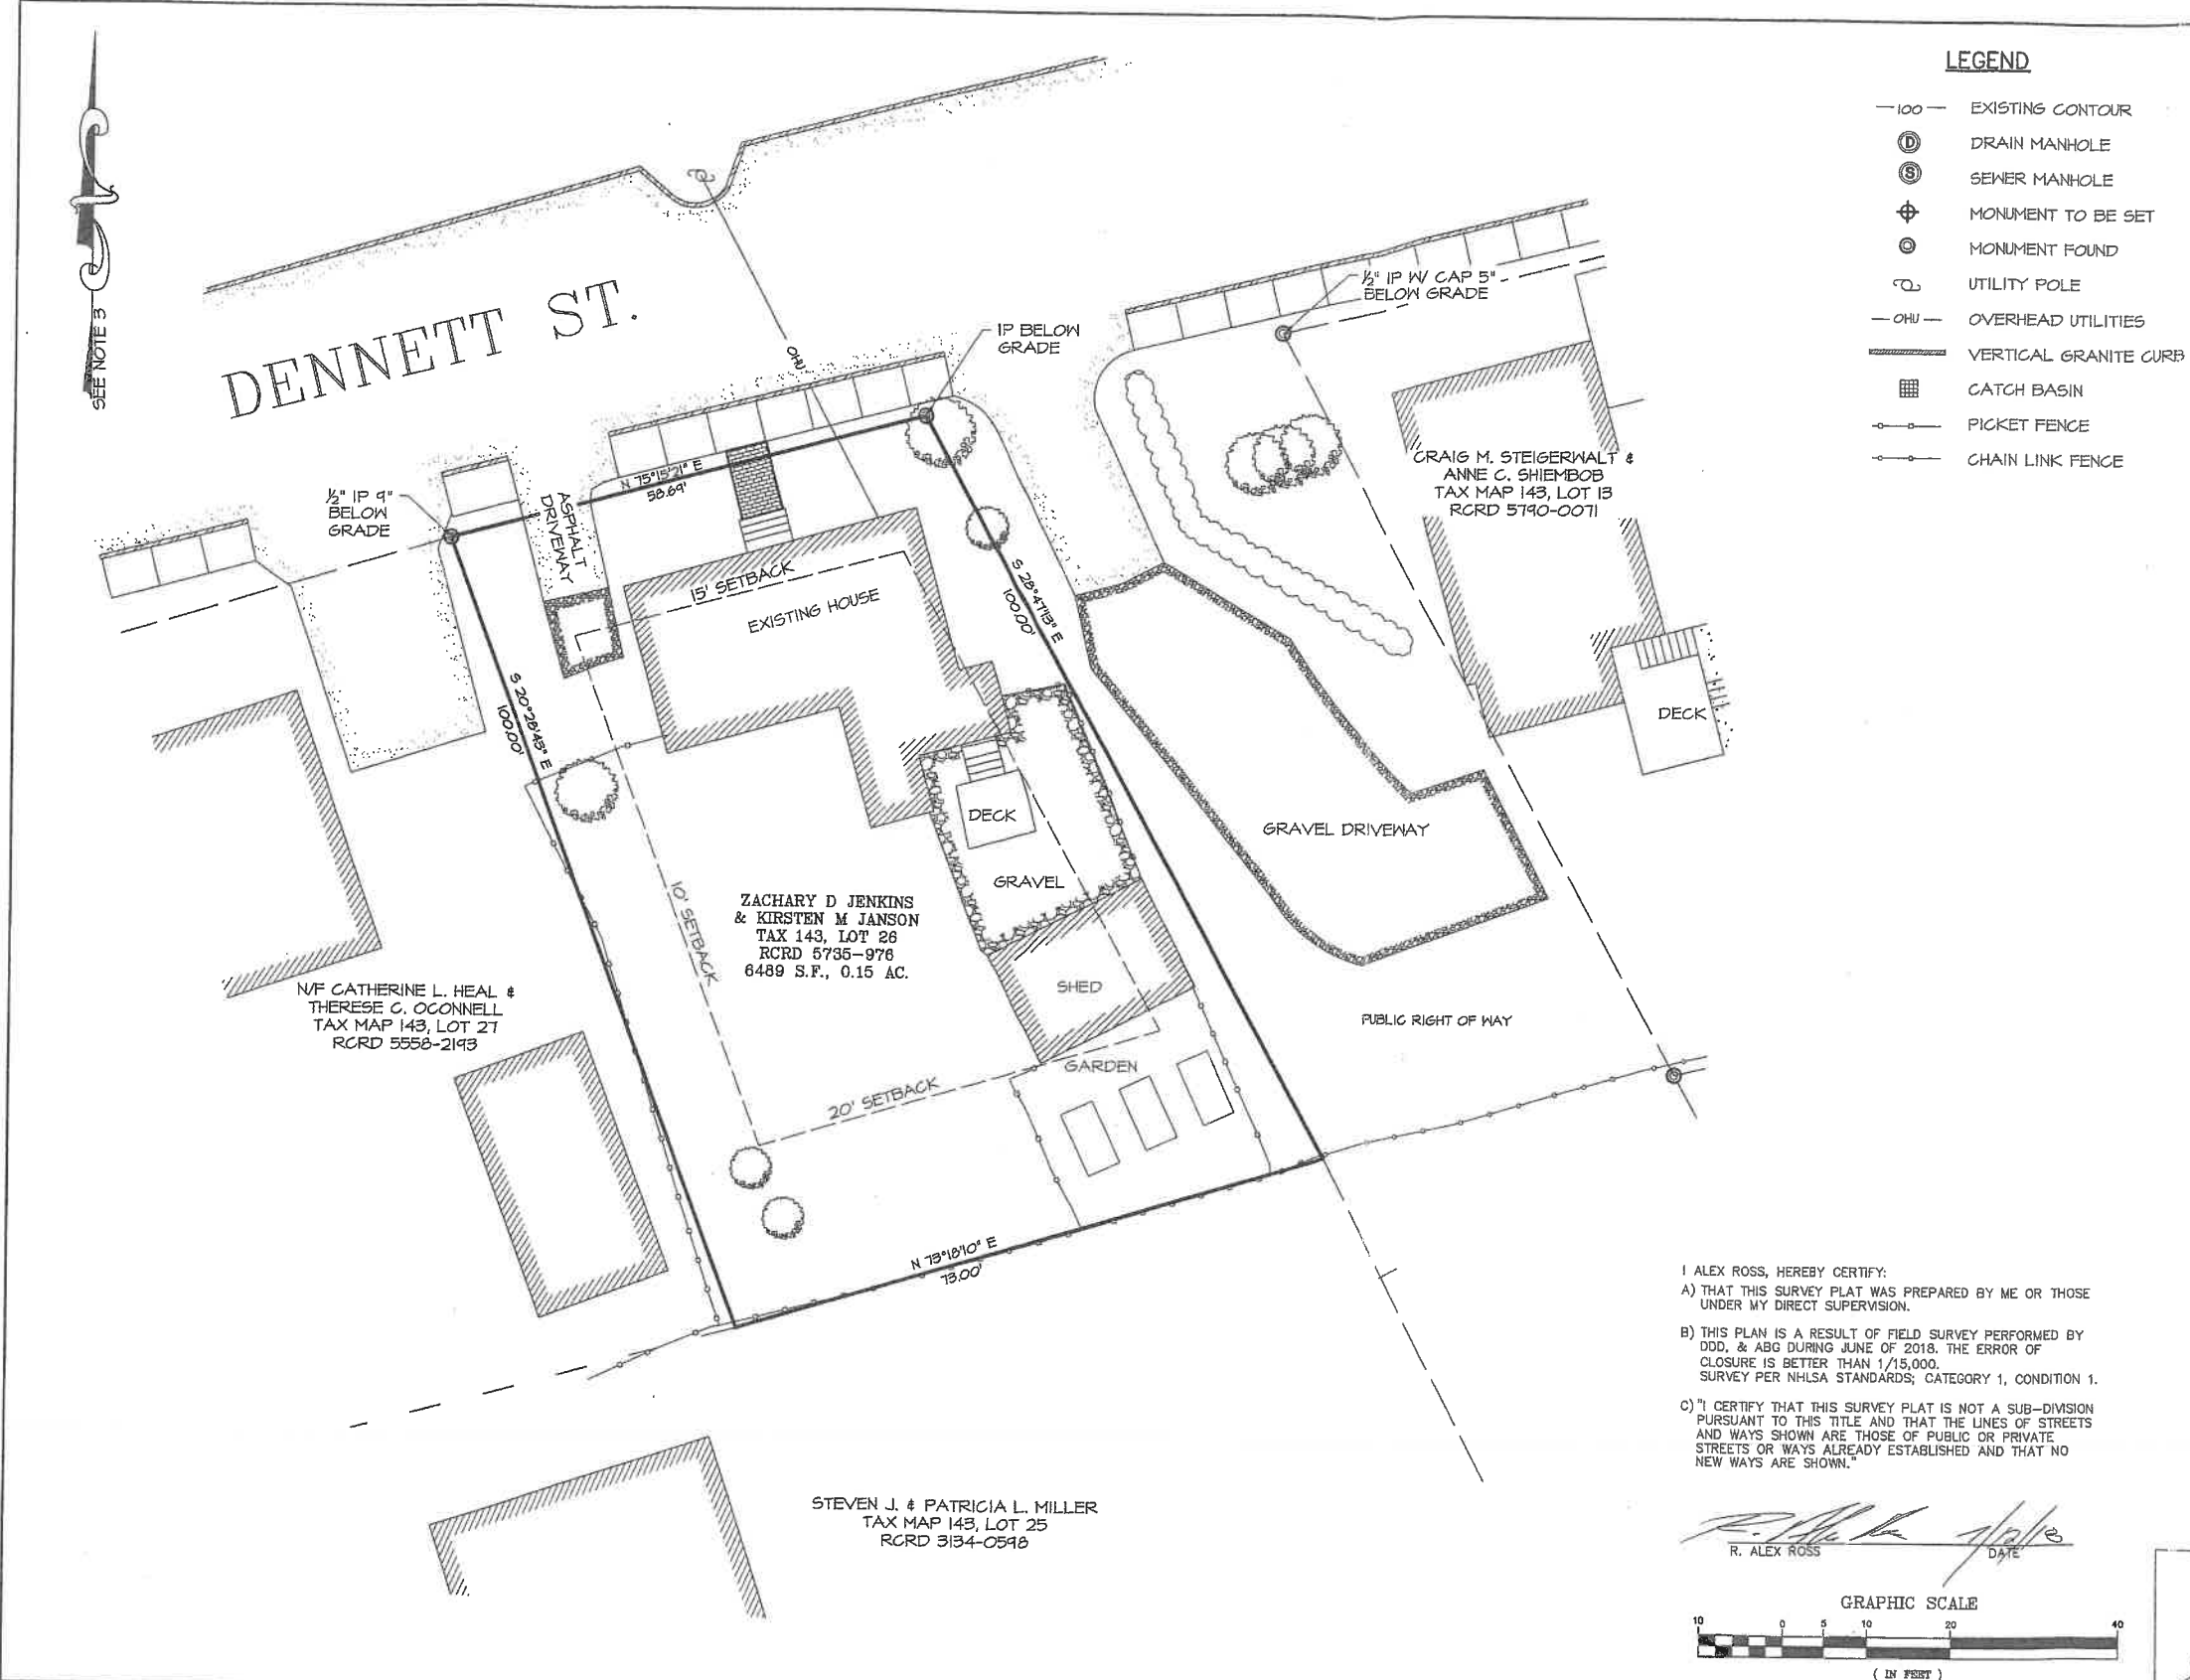 SEE NOTE 3
DENNETT ST.
OHU
IP BELOW
GRADE
½" IP W/ CAP 5"
BELOW GRADE
½" IP 9"
BELOW
GRADE
ASPHALT
DRIVEWAY
N 75°15'21" E
58.69'
15' SETBACK
EXISTING HOUSE
S 28°47'13" E
100.00'
S 20°28'43" E
100.00'
CRAIG M. STEIGERWALT &
ANNE C. SHIEMBOB
TAX MAP 143, LOT 13
RCRD 5790-0071
DECK
DECK
GRAVEL DRIVEWAY
GRAVEL
10' SETBACK
ZACHARY D JENKINS
& KIRSTEN M JANSON
TAX 143, LOT 26
RCRD 5735-976
6489 S.F., 0.15 AC.
SHED
PUBLIC RIGHT OF WAY
N/F CATHERINE L. HEAL &
THERESE C. OCONNELL
TAX MAP 143, LOT 27
RCRD 5558-2193
GARDEN
20' SETBACK
N 73°18'10" E
73.00'
STEVEN J. & PATRICIA L. MILLER
TAX MAP 143, LOT 25
RCRD 3134-0598
LEGEND
100 EXISTING CONTOUR
D DRAIN MANHOLE
S SEWER MANHOLE
MONUMENT TO BE SET
MONUMENT FOUND
UTILITY POLE
OHU OVERHEAD UTILITIES
VERTICAL GRANITE CURB
CATCH BASIN
PICKET FENCE
CHAIN LINK FENCE
I ALEX ROSS, HEREBY CERTIFY:
A) THAT THIS SURVEY PLAT WAS PREPARED BY ME OR THOSE
UNDER MY DIRECT SUPERVISION.
B) THIS PLAN IS A RESULT OF FIELD SURVEY PERFORMED BY
DDD, & ABG DURING JUNE OF 2018. THE ERROR OF
CLOSURE IS BETTER THAN 1/15,000.
SURVEY PER NHLSA STANDARDS; CATEGORY 1, CONDITION 1.
C) "I CERTIFY THAT THIS SURVEY PLAT IS NOT A SUB-DIVISION
PURSUANT TO THIS TITLE AND THAT THE LINES OF STREETS
AND WAYS SHOWN ARE THOSE OF PUBLIC OR PRIVATE
STREETS OR WAYS ALREADY ESTABLISHED AND THAT NO
NEW WAYS ARE SHOWN."
7/12/18
R. ALEX ROSS DATE
GRAPHIC SCALE
10 0 5 10 20 40
( IN FEET )